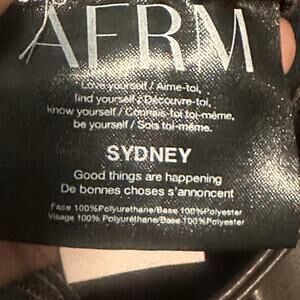 AFRM
Love yourself / Aime-toi,
find yourself / Découvre-toi,
know yourself / Connais-toi toi-même,
be yourself / Sois toi-même.
SYDNEY
Good things are happening
De bonnes choses s'annoncent
Face 100%Polyurethane/Base 100%Polyester
Visage 100% Polyuréthane/Base 100%Polyester